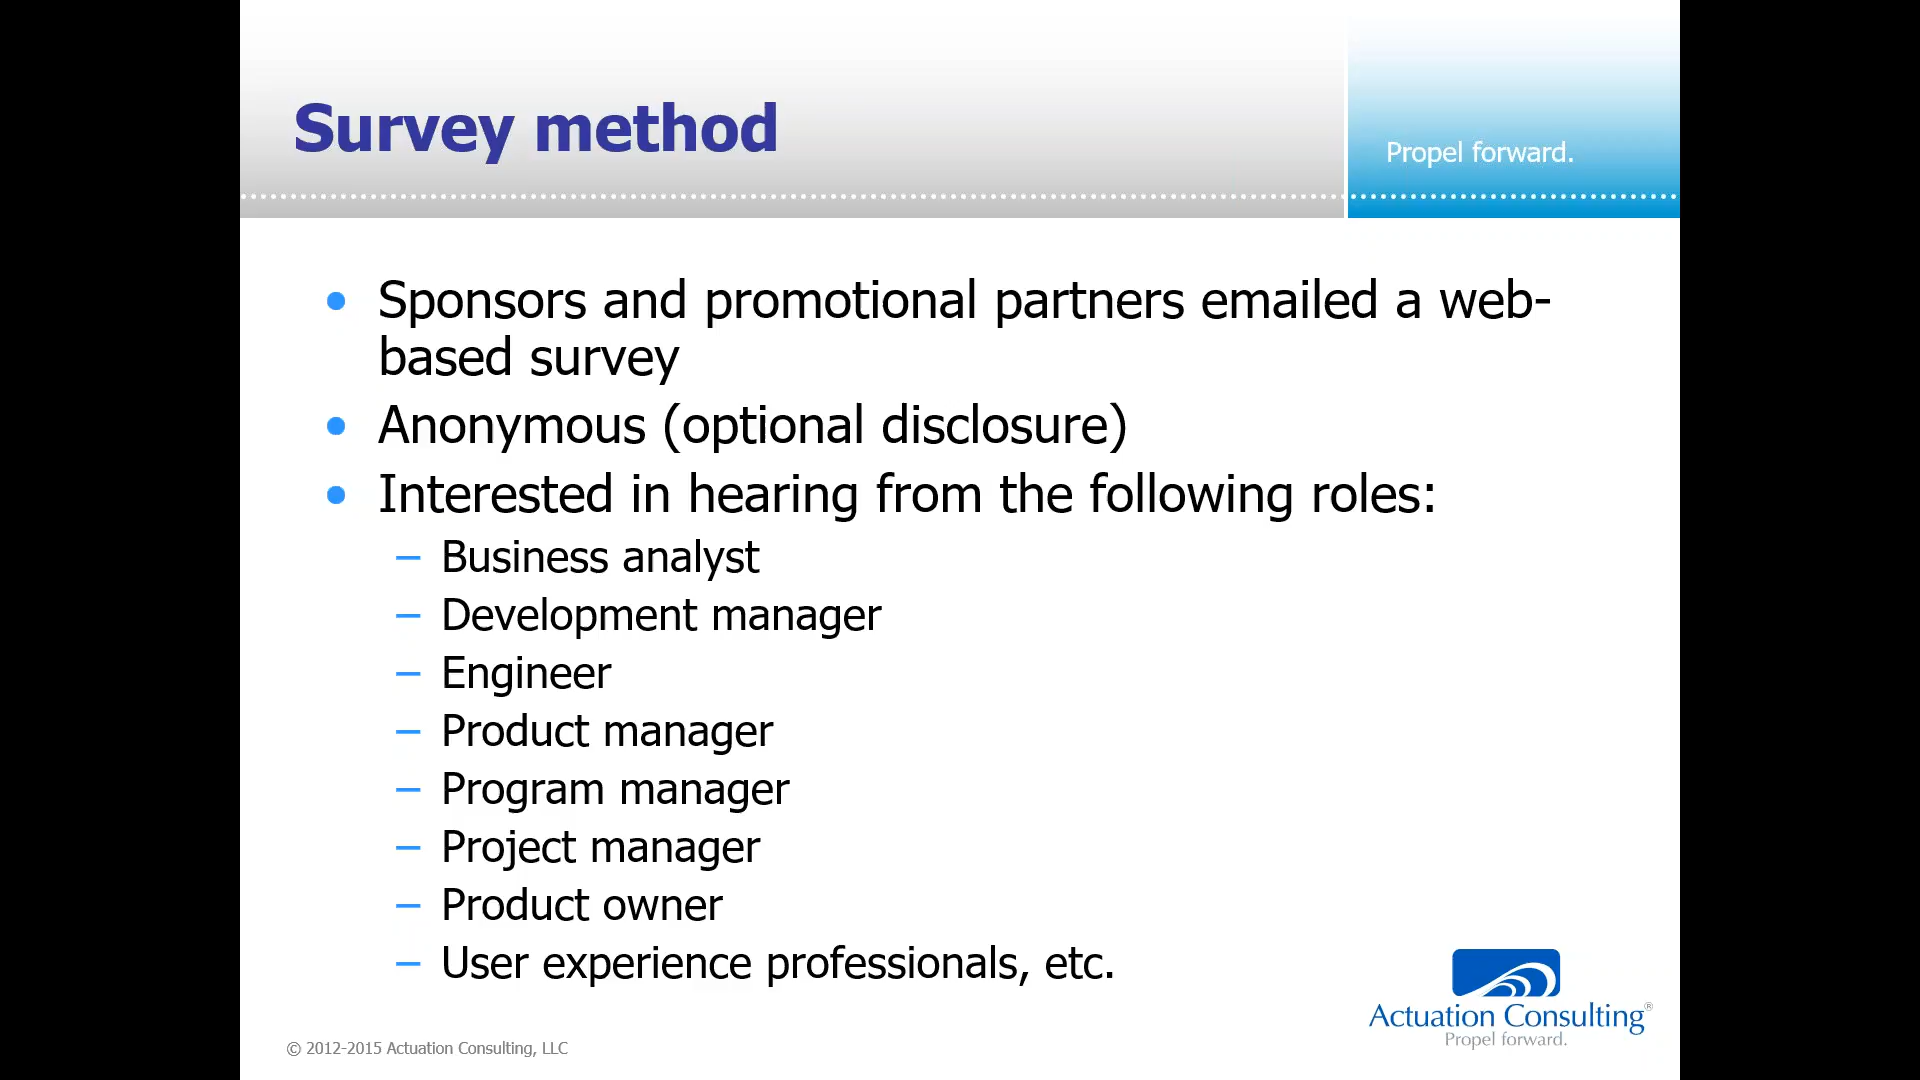 Survey method
Propel forward.
• Sponsors and promotional partners emailed a web-
based survey
• Anonymous (optional disclosure)
• Interested in hearing from the following roles:
– Business analyst
– Development manager
– Engineer
– Product manager
– Program manager
– Project manager
– Product owner
– User experience professionals, etc.
Actuation Consulting®
Propel forward.
© 2012-2015 Actuation Consulting, LLC